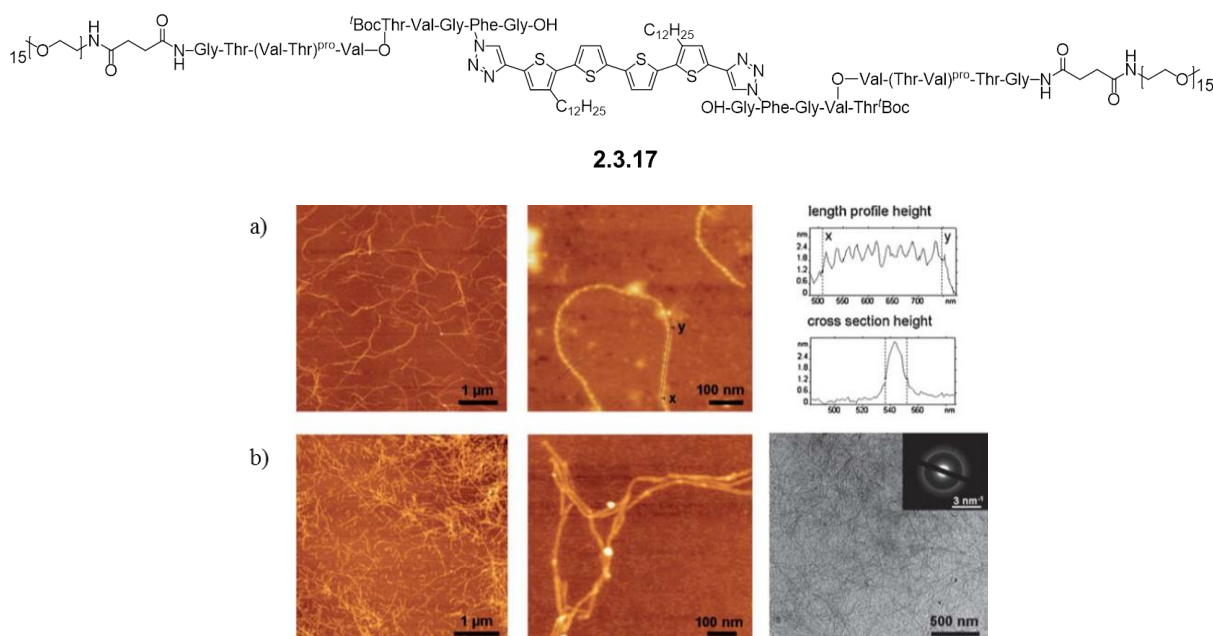 ᵗBocThr-Val-Gly-Phe-Gly-OH
15(O NH O O N H -Gly-Thr-(Val-Thr)ᵖʳᵒ-Val-O
N N=N S S S S C₁₂H₂₅ C₁₂H₂₅ N N N
O-Val-(Thr-Val)ᵖʳᵒ-Thr-Gly-N H O O H N O)15
OH-Gly-Phe-Gly-Val-ThrᵗBoc
2.3.17
a)
1 µm
y
x
100 nm
length profile height
nm
x
y
2.4
1.8
1.2
0.6
0
500 550 600 650 700 nm
cross section height
nm
2.4
1.8
1.2
0.6
0
500 520 540 560 nm
b)
1 µm
100 nm
3 nm⁻¹
500 nm